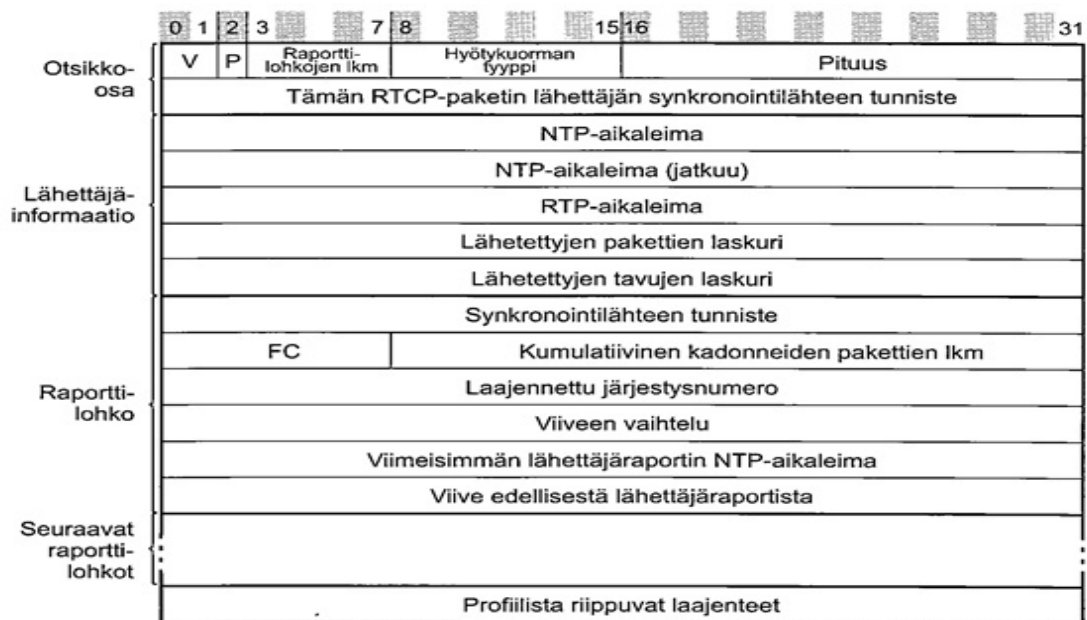 0 1 2 3 7 8 15 16 31
Otsikko-
osa
V P Raportti-
lohkojen lkm
Hyötykuorman
tyyppi
Pituus
Tämän RTCP-paketin lähettäjän synkronointilähteen tunniste
Lähettäjä-
informaatio
NTP-aikaleima
NTP-aikaleima (jatkuu)
RTP-aikaleima
Lähetettyjen pakettien laskuri
Lähetettyjen tavujen laskuri
Raportti-
lohko
Synkronointilähteen tunniste
FC Kumulatiivinen kadonneiden pakettien lkm
Laajennettu järjestysnumero
Viiveen vaihtelu
Viimeisimmän lähettäjäraportin NTP-aikaleima
Viive edellisestä lähettäjäraportista
Seuraavat
raportti-
lohkot
Profiilista riippuvat laajenteet